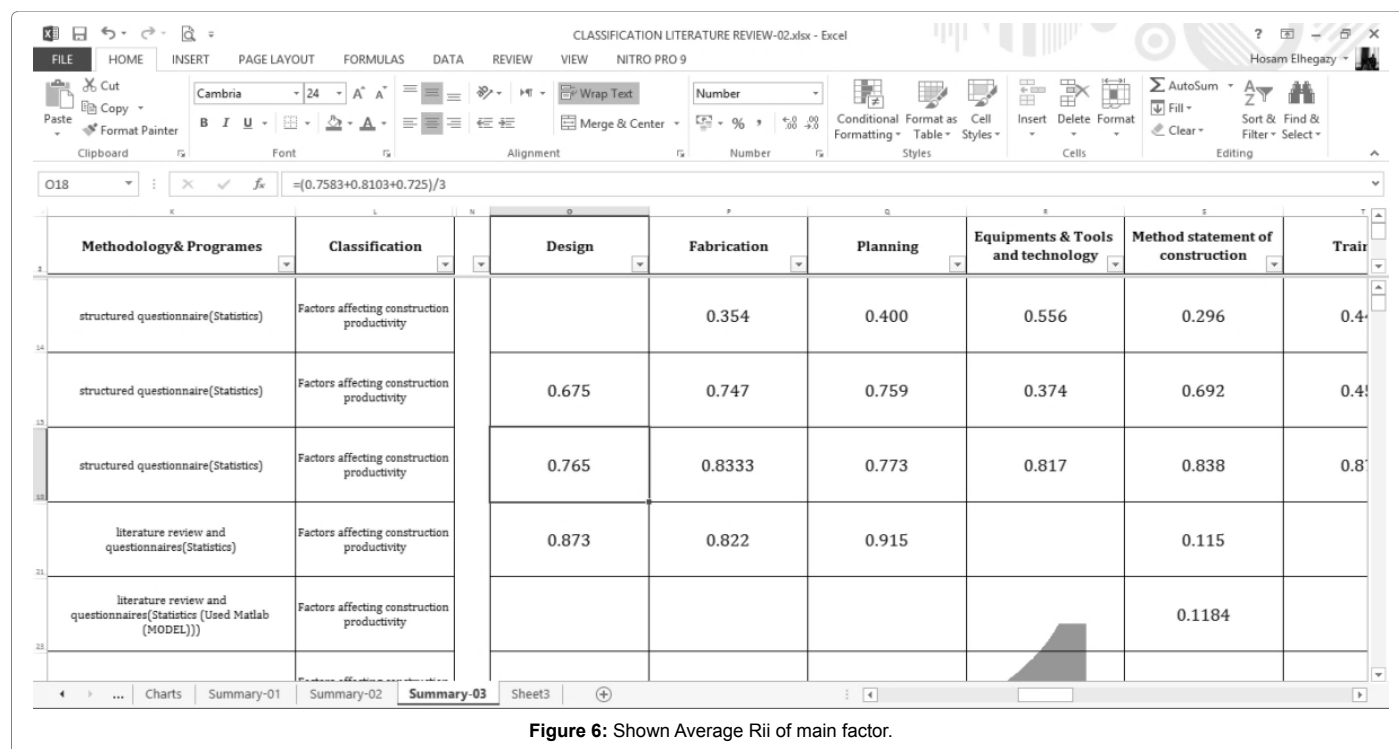 CLASSIFICATION LITERATURE REVIEW-02.xlsx - Excel
FILE HOME INSERT PAGE LAYOUT FORMULAS DATA REVIEW VIEW NITRO PRO 9 Hosam Elhegazy
Paste
Cut
Copy
Format Painter
Clipboard
Cambria 24
B I U
Font
Wrap Text
Merge & Center
Alignment
Number
% ,
Number
Conditional Formatting
Format as Table
Cell Styles
Styles
Insert Delete Format
Cells
AutoSum
Fill
Clear
Sort & Filter
Find & Select
Editing
O18 =(0.7583+0.8103+0.725)/3
K L N O P Q R S T
Methodology& Programes Classification Design Fabrication Planning Equipments & Tools and technology Method statement of construction Train
structured questionnaire(Statistics) Factors affecting construction productivity 0.354 0.400 0.556 0.296
14
structured questionnaire(Statistics) Factors affecting construction productivity 0.675 0.747 0.759 0.374 0.692
structured questionnaire(Statistics) Factors affecting construction productivity 0.765 0.8333 0.773 0.817 0.838
18
literature review and questionnaires(Statistics) Factors affecting construction productivity 0.873 0.822 0.915 0.115
21
literature review and questionnaires(Statistics (Used Matlab (MODEL))) Factors affecting construction productivity 0.1184
... Charts Summary-01 Summary-02 Summary-03 Sheet3
Figure 6: Shown Average Rii of main factor.